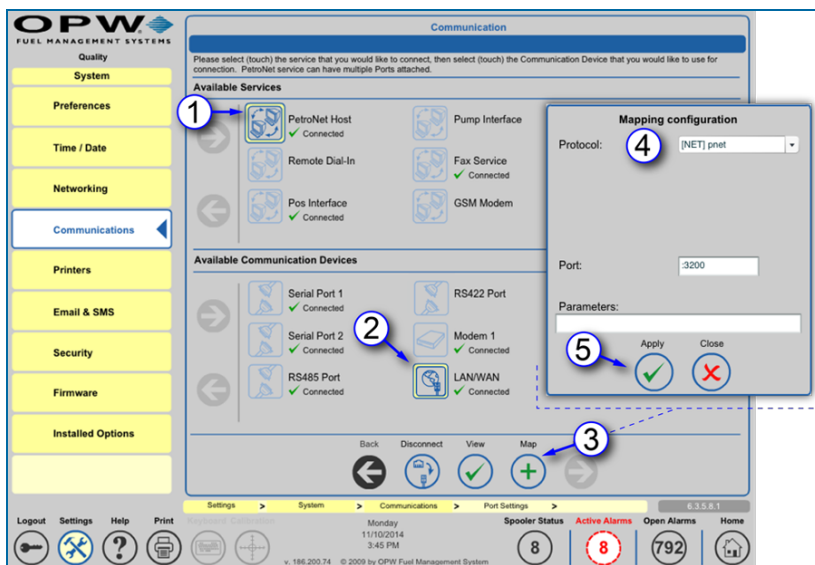 OPW
FUEL MANAGEMENT SYSTEMS
Quality
System
Preferences
Time / Date
Networking
Communications
Printers
Email & SMS
Security
Firmware
Installed Options
Communication
Please select (touch) the service that you would like to connect, then select (touch) the Communication Device that you would like to use for
connection. PetroNet service can have multiple Ports attached.
Available Services
1
PetroNet Host
Connected
Pump Interface
Remote Dial-In
Fax Service
Connected
Pos Interface
Connected
GSM Modem
Available Communication Devices
Serial Port 1
Connected
RS422 Port
Serial Port 2
Connected
2
Modem 1
Connected
RS485 Port
Connected
LAN/WAN
Connected
Back
Disconnect
View
Map
3
Mapping configuration
Protocol:
4
[NET] pnet
Port:
:3200
Parameters:
5
Apply
Close
Settings > System > Communications > Port Settings >
6.3.5.8.1
Logout
Settings
Help
Print
Keyboard Calibration
Monday
11/10/2014
3:45 PM
v. 186.200.74 © 2009 by OPW Fuel Management System
Spooler Status
8
Active Alarms
8
Open Alarms
792
Home